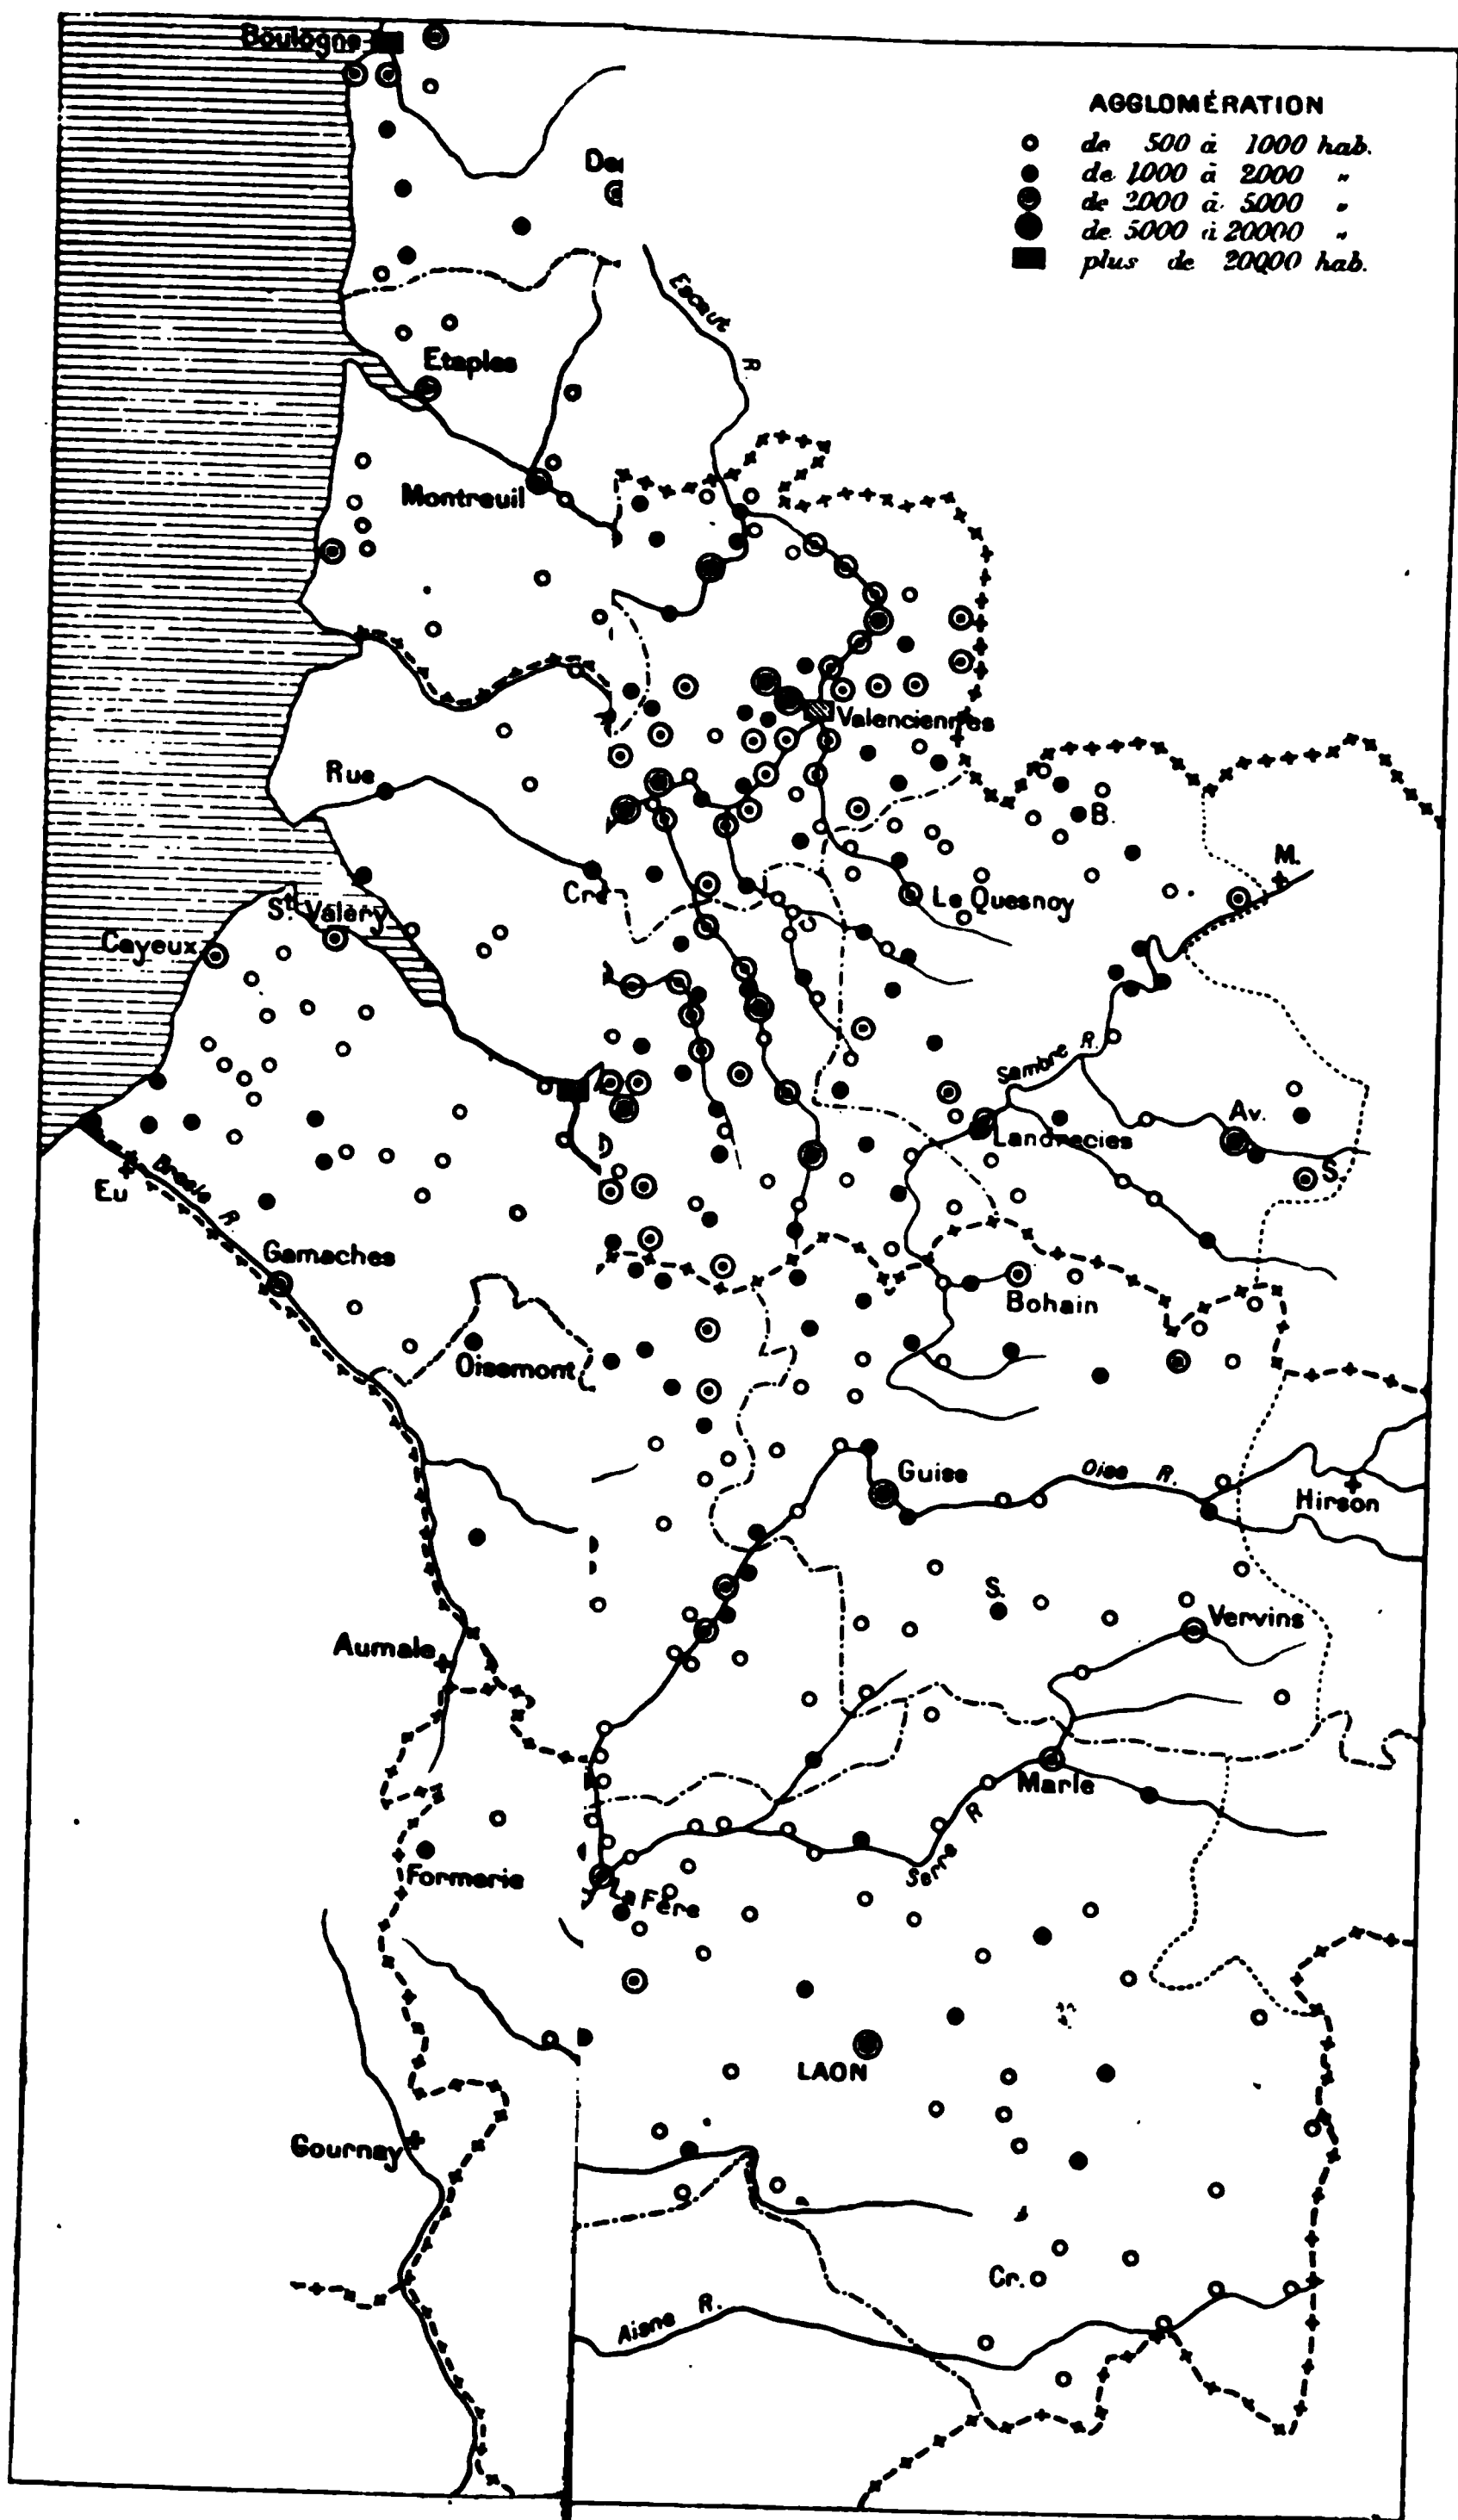 Boulogne
AGGLOMÉRATION
de 500 à 1000 hab.
de 1000 à 2000 "
de 2000 à 5000 "
de 5000 à 20000 "
plus de 20000 hab.
Escaut R.
Etaples
Montreuil
Valenciennes
Rue
B.
M.
Le Quesnoy
St Valery
Cayeux
Sambre R.
Av.
Landrecies
S.
Eu
Bresle R.
Gamaches
Bohain
Oisemont
Guise
Oise R.
Hirson
S.
Vervins
Aumale
Marle
Serre R.
Formerie
La Fère
LAON
Gournay
Cr.
Aisne R.